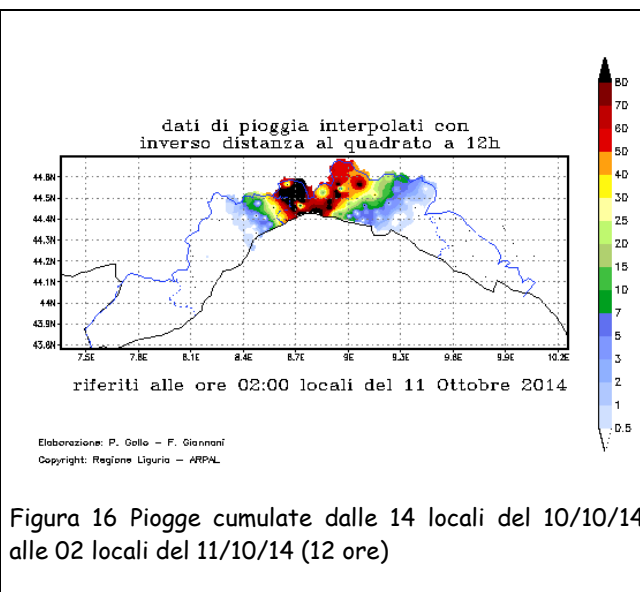 dati di pioggia interpolati con
inverso distanza al quadrato a 12h
80
70
60
50
40
30
25
20
15
10
7
5
3
2
1
0.5
44.6N
44.5N
44.4N
44.3N
44.2N
44.1N
44N
43.9N
43.8N
7.5E 7.8E 8.1E 8.4E 8.7E 9E 9.3E 9.6E 9.9E 10.2E
riferiti alle ore 02:00 locali del 11 Ottobre 2014
Elaborazione: P. Gollo – F. Giannoni
Copyright: Regione Liguria – ARPAL
Figura 16 Piogge cumulate dalle 14 locali del 10/10/14
alle 02 locali del 11/10/14 (12 ore)